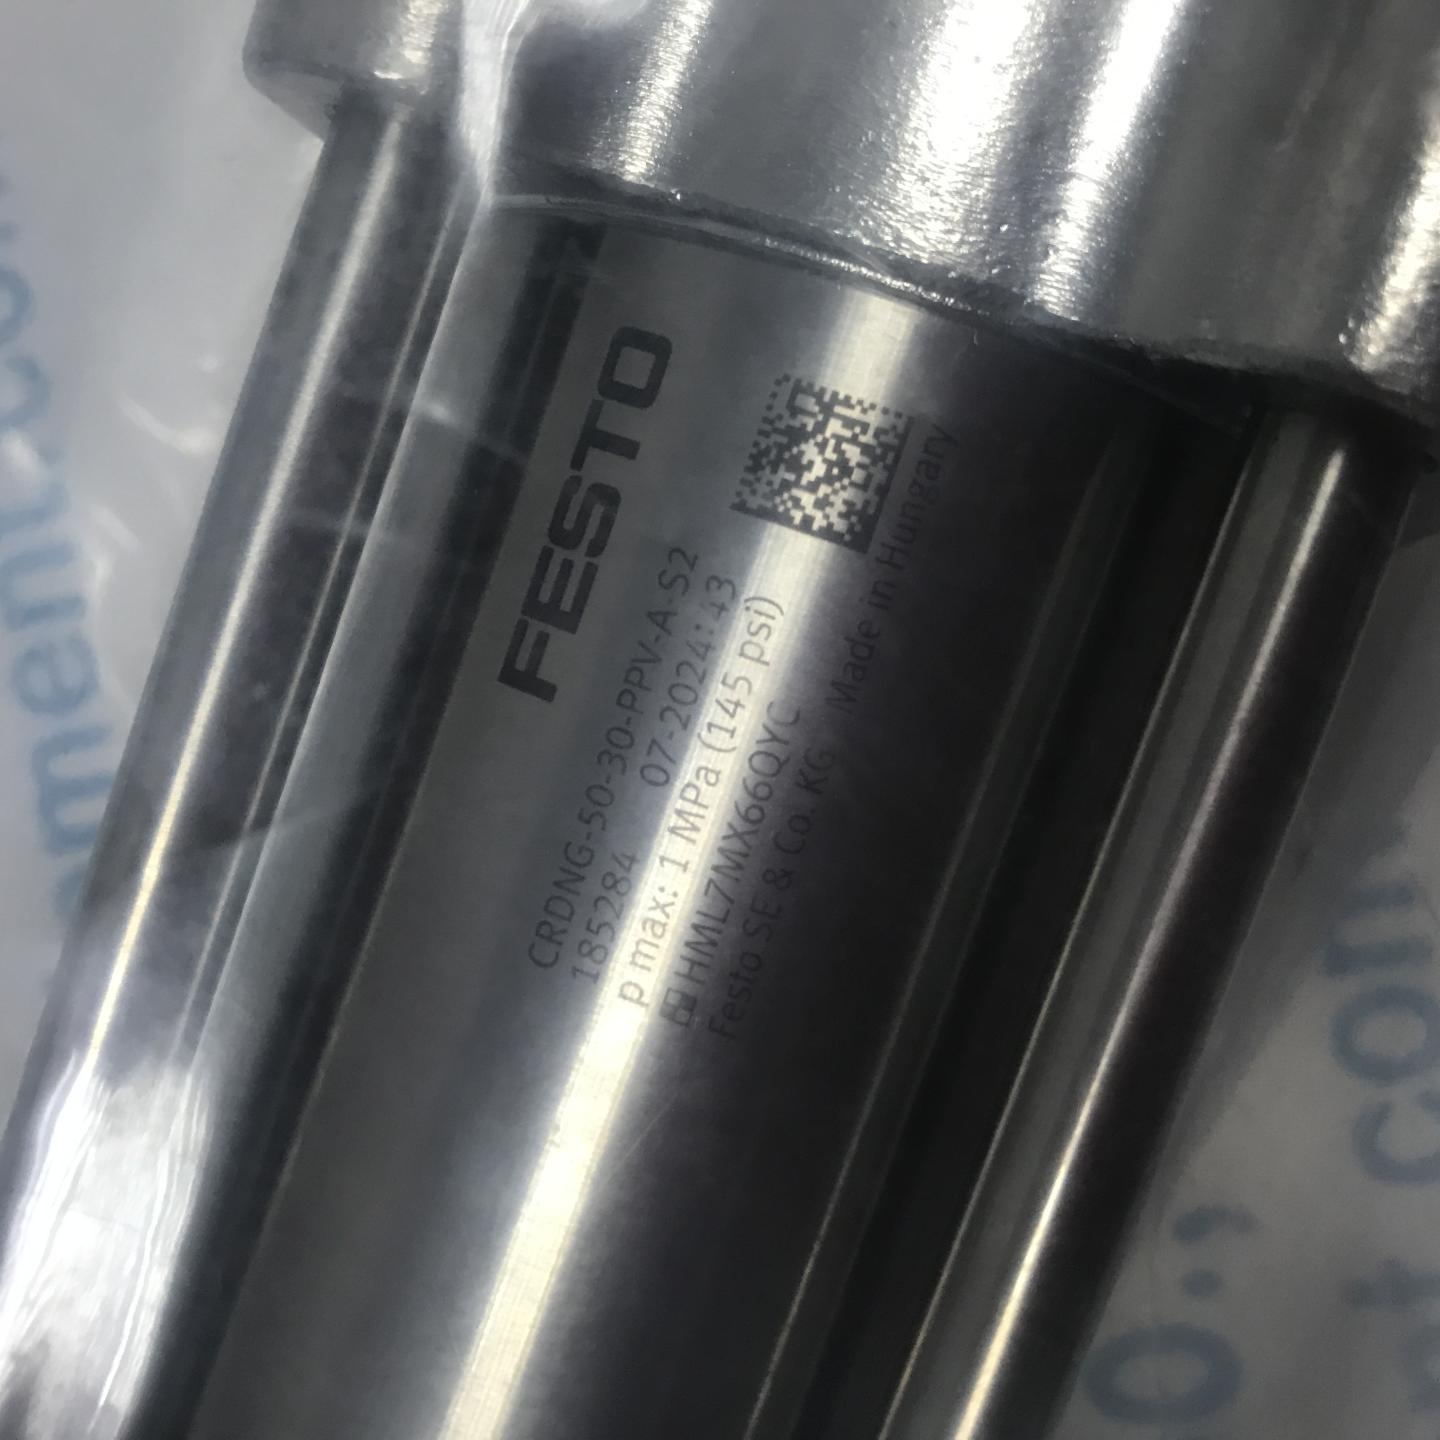 FESTO
CRDNG-50-30-PPV-A-S2
185284 07-2024:43
p max: 1 MPa (145 psi)
HML7MX66QYC
Festo SE & Co. KG Made in Hungary